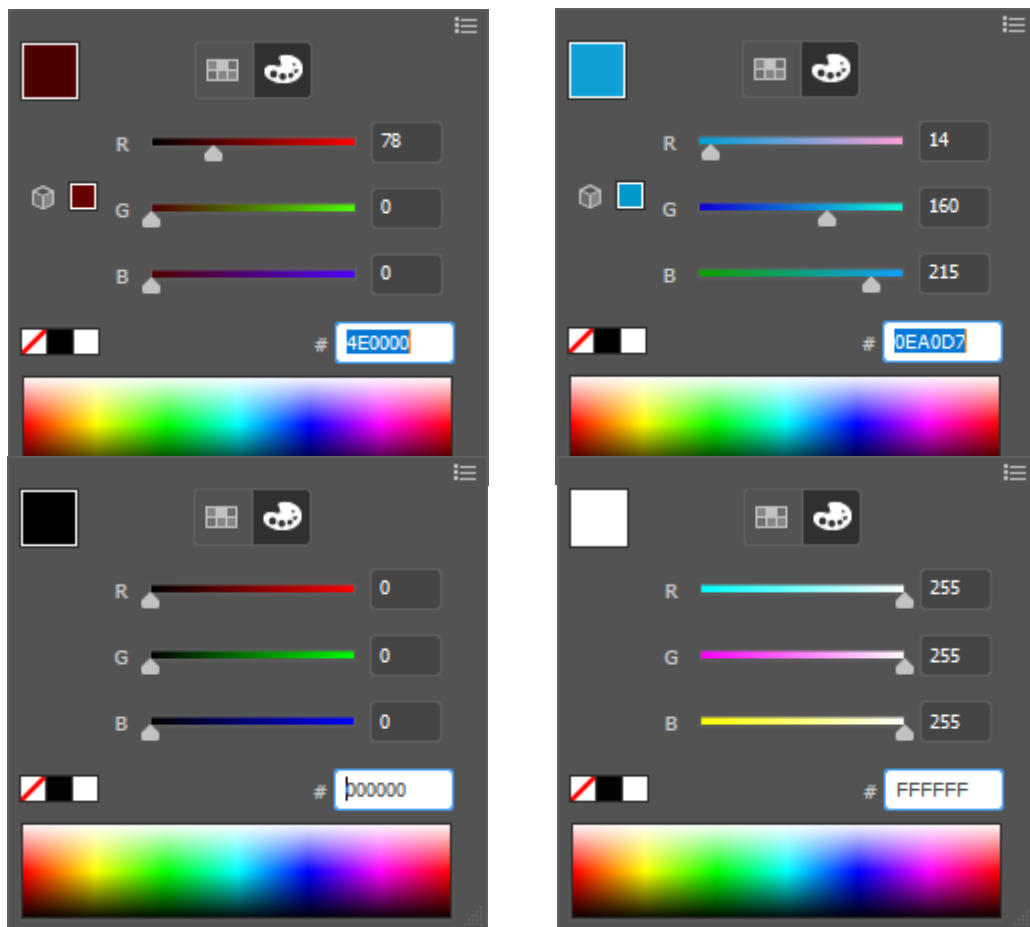 R 78
G 0
B 0
# 4E0000
R 14
G 160
B 215
# 0EA0D7
R 0
G 0
B 0
# 000000
R 255
G 255
B 255
# FFFFFF